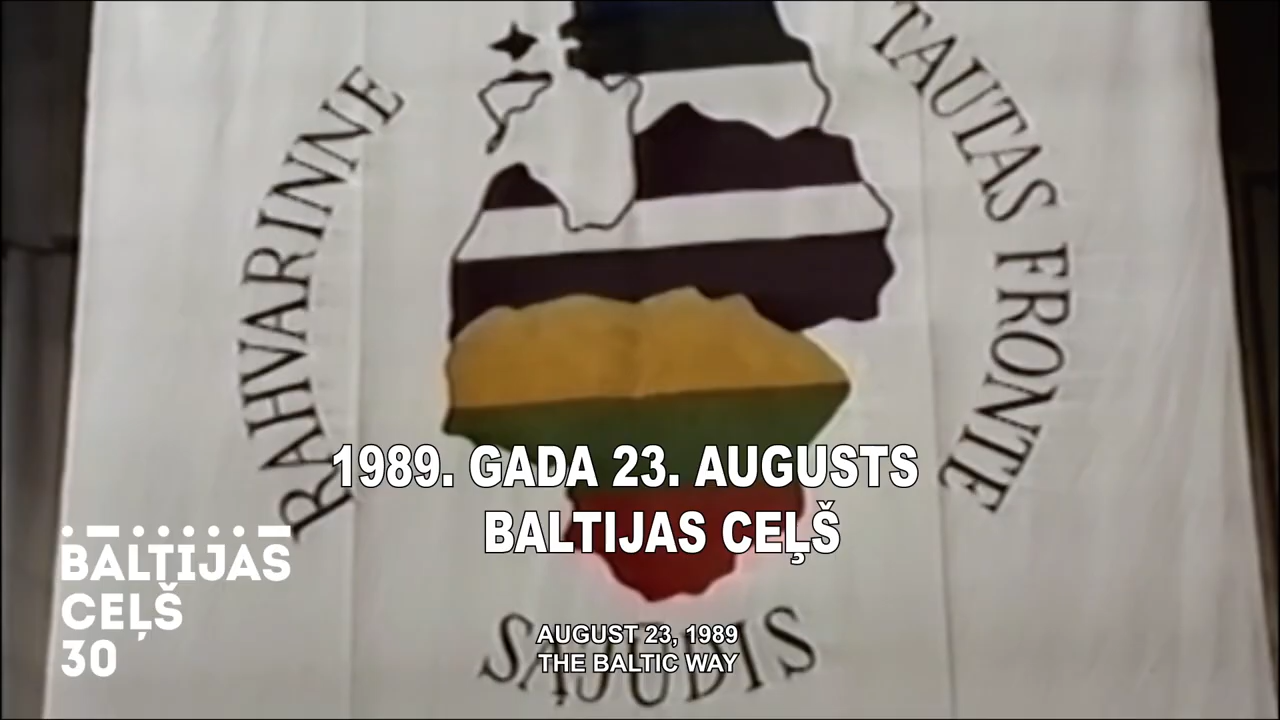 RAHVARINNE
TAUTAS FRONTE
1989. GADA 23. AUGUSTS
BALTIJAS CEĻŠ
BALTIJAS
CEĻŠ
30
SĄJŪDIS
AUGUST 23, 1989
THE BALTIC WAY